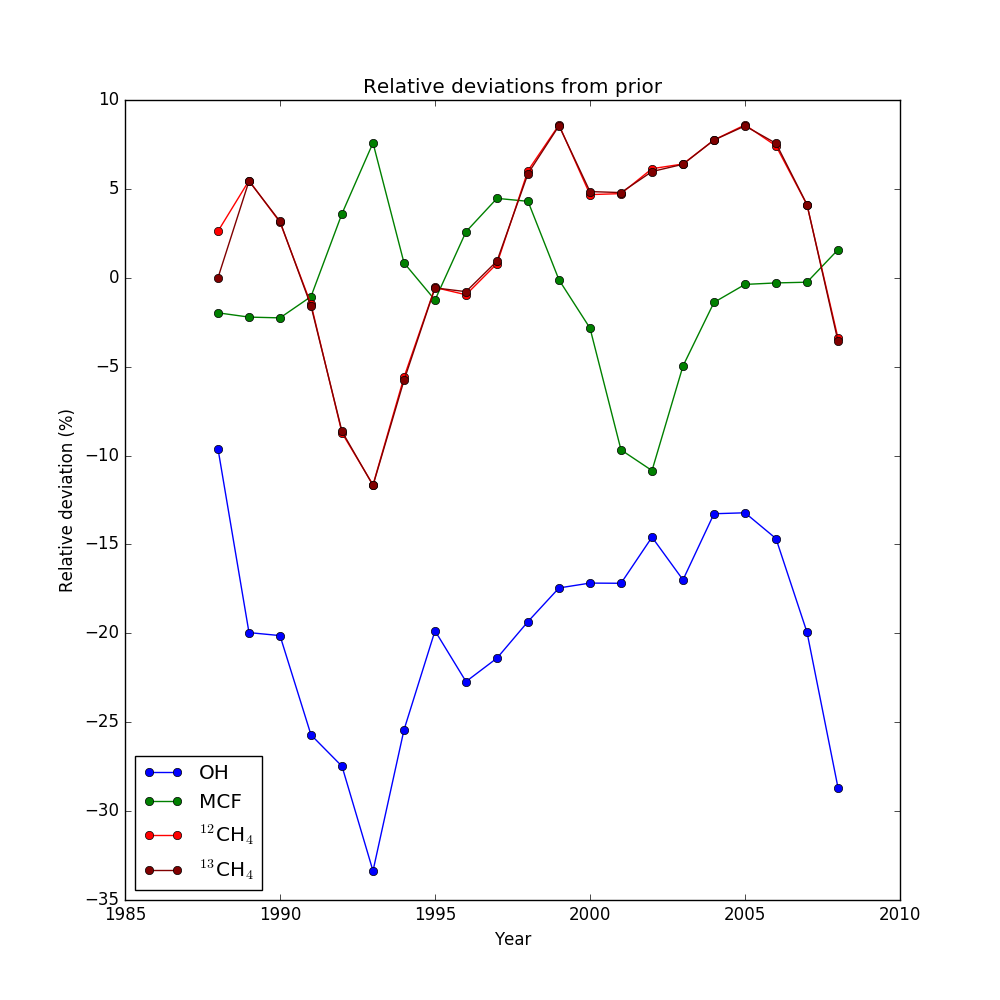 Relative deviations from prior
10
5
0
−5
−10
−15
−20
−25
−30
−35
Relative deviation (%)
OH
MCF
¹²CH₄
¹³CH₄
1985 1990 1995 2000 2005 2010
Year